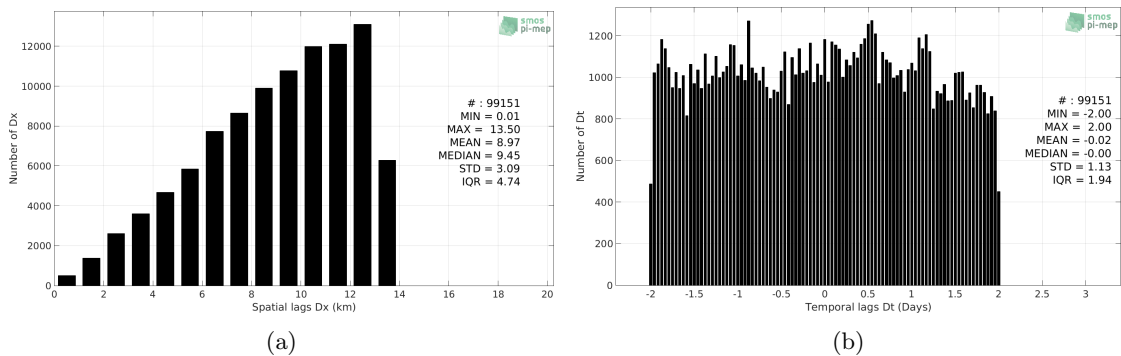 smos
pi-mep
12000
10000
8000
6000
4000
2000
0
Number of Dx
# : 99151
MIN = 0.01
MAX = 13.50
MEAN = 8.97
MEDIAN = 9.45
STD = 3.09
IQR = 4.74
0 2 4 6 8 10 12 14 16 18 20
Spatial lags Dx (km)
(a)
smos
pi-mep
1200
1000
800
600
400
200
0
Number of Dt
# : 99151
MIN = -2.00
MAX = 2.00
MEAN = -0.02
MEDIAN = -0.00
STD = 1.13
IQR = 1.94
-2 -1.5 -1 -0.5 0 0.5 1 1.5 2 2.5 3
Temporal lags Dt (Days)
(b)